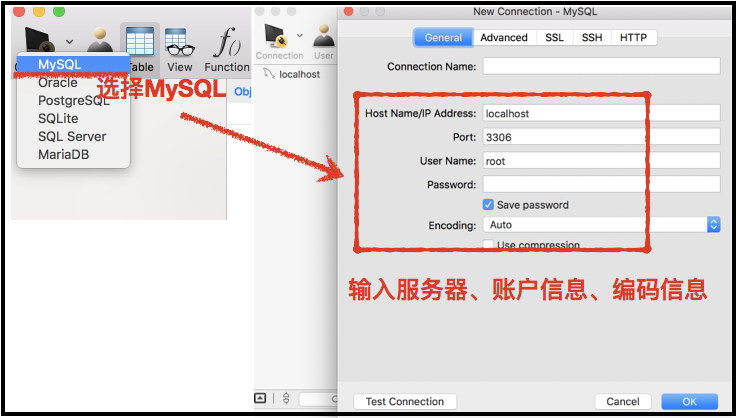 Table
View
Function
MySQL
Oracle
PostgreSQL
SQLite
SQL Server
MariaDB
选择MySQL
Obj
Connection
User
localhost
New Connection - MySQL
General
Advanced
SSL
SSH
HTTP
Connection Name:
Host Name/IP Address: localhost
Port: 3306
User Name: root
Password:
Save password
Encoding: Auto
Use compression
输入服务器、账户信息、编码信息
Test Connection
Cancel
OK